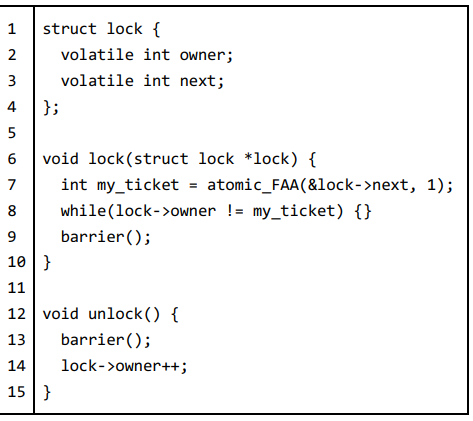 1 struct lock {
2   volatile int owner;
3   volatile int next;
4 };
5
6 void lock(struct lock *lock) {
7   int my_ticket = atomic_FAA(&lock->next, 1);
8   while(lock->owner != my_ticket) {}
9   barrier();
10 }
11
12 void unlock() {
13   barrier();
14   lock->owner++;
15 }